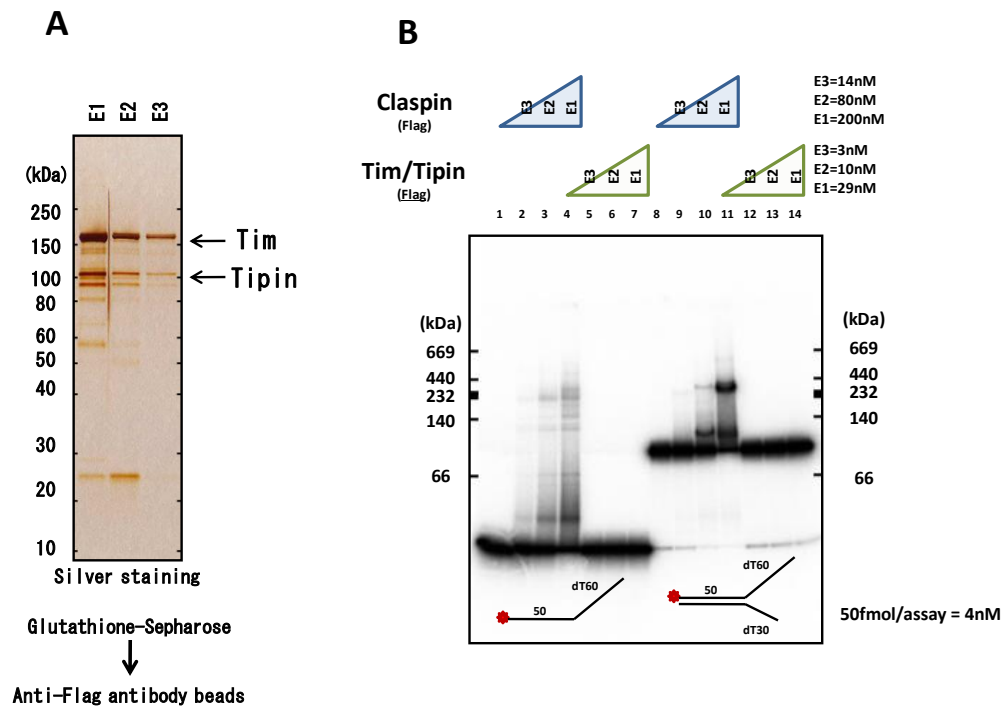 A
E1 E2 E3
(kDa)
250
150
100
80
60
50
40
30
20
10
Tim
Tipin
Silver staining
Glutathione-Sepharose
Anti-Flag antibody beads
B
Claspin
(Flag)
E3 E2 E1
E3 E2 E1
E3=14nM
E2=80nM
E1=200nM
Tim/Tipin
(Flag)
E3 E2 E1
E3 E2 E1
E3=3nM
E2=10nM
E1=29nM
1 2 3 4 5 6 7 8 9 10 11 12 13 14
(kDa)
669
440
232
140
66
(kDa)
669
440
232
140
66
50
dT60
50
dT60
dT30
50fmol/assay = 4nM